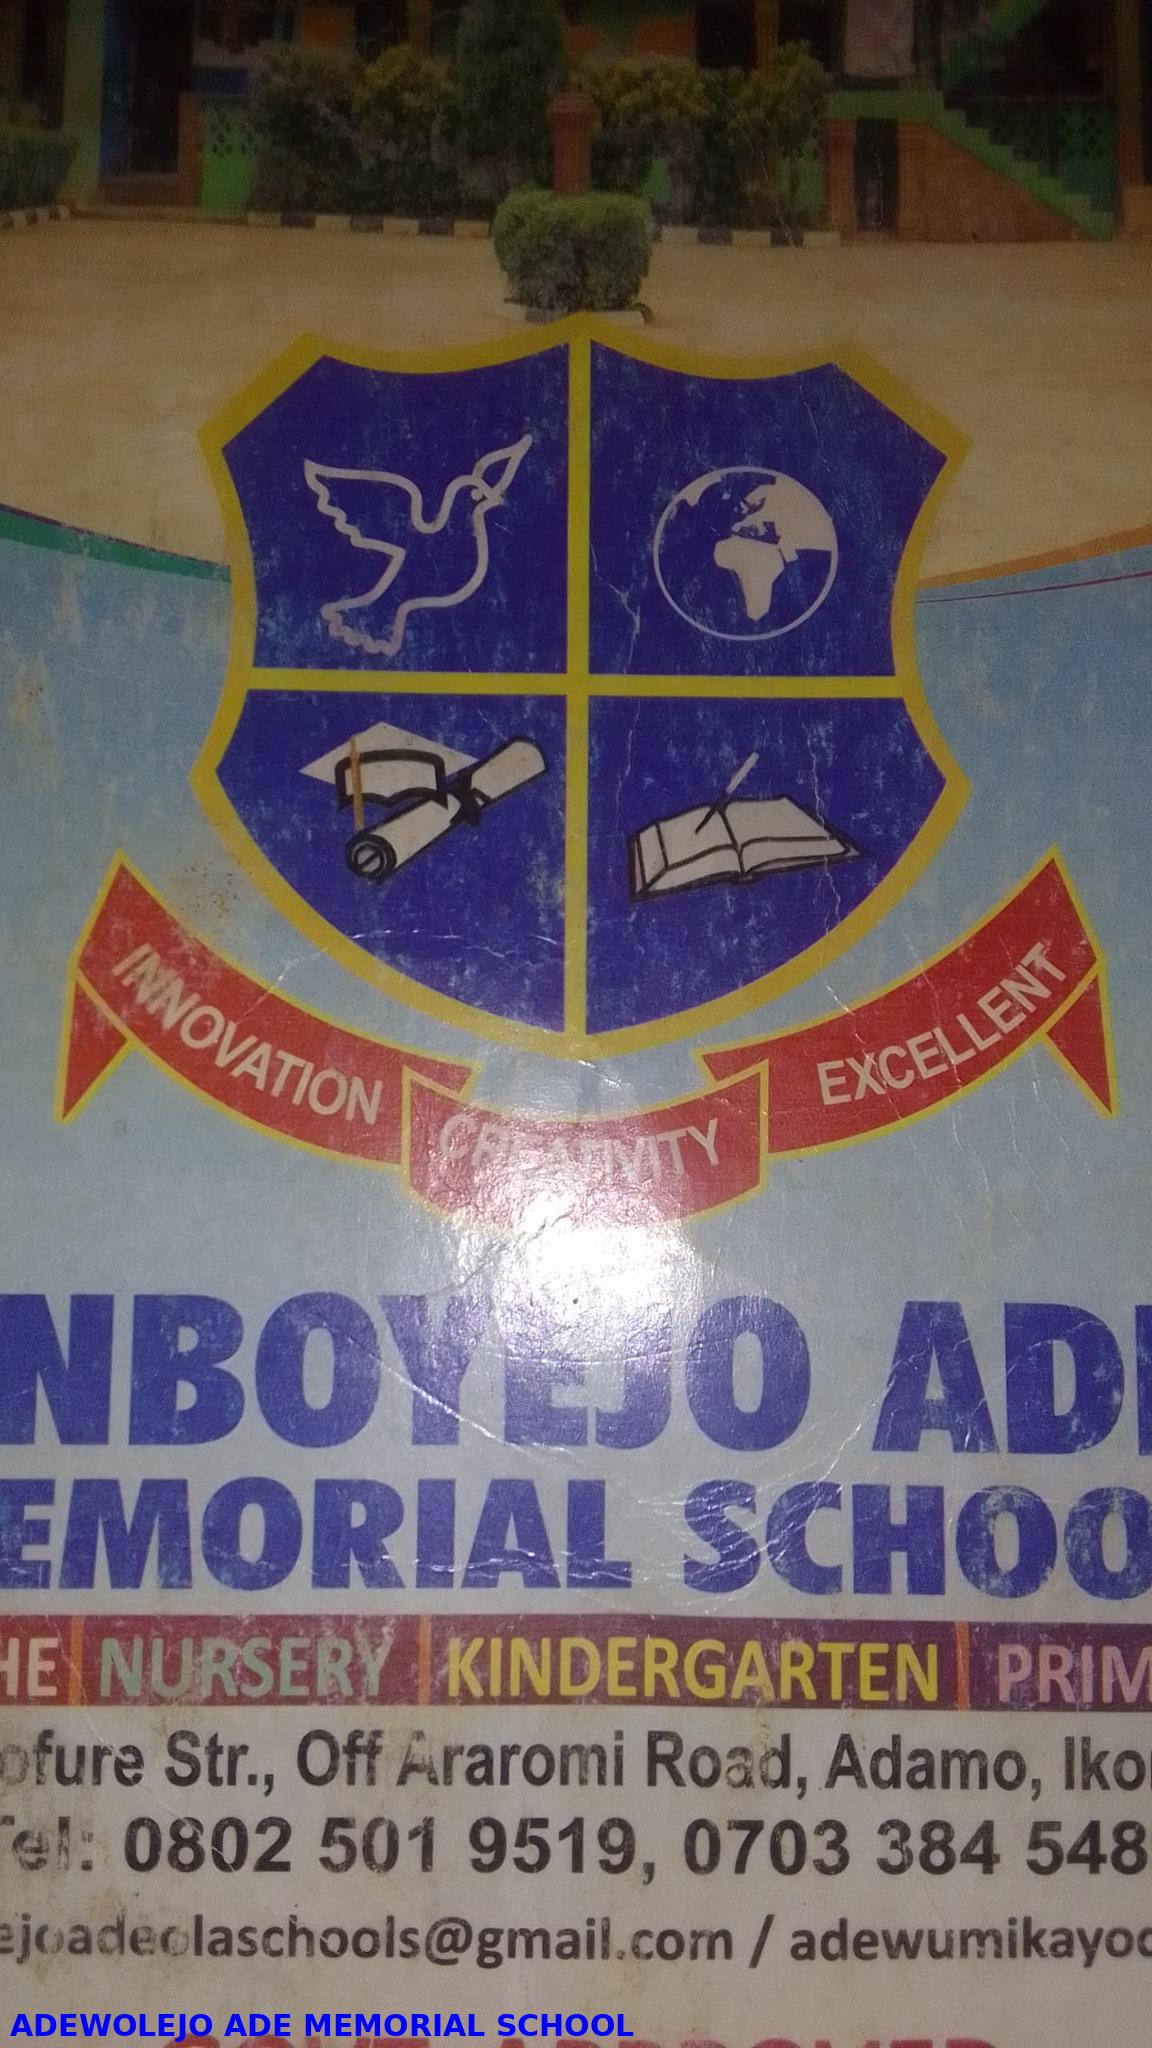 INNOVATION
CREATIVITY
EXCELLENT
NBOYEJO ADE
EMORIAL SCHOO
HE NURSERY KINDERGARTEN PRIM
ofure Str., Off Araromi Road, Adamo, Iko
Tel: 0802 501 9519, 0703 384 548
ejoadeolaschools@gmail.com / adewumikayod
ADEWOLEJO ADE MEMORIAL SCHOOL